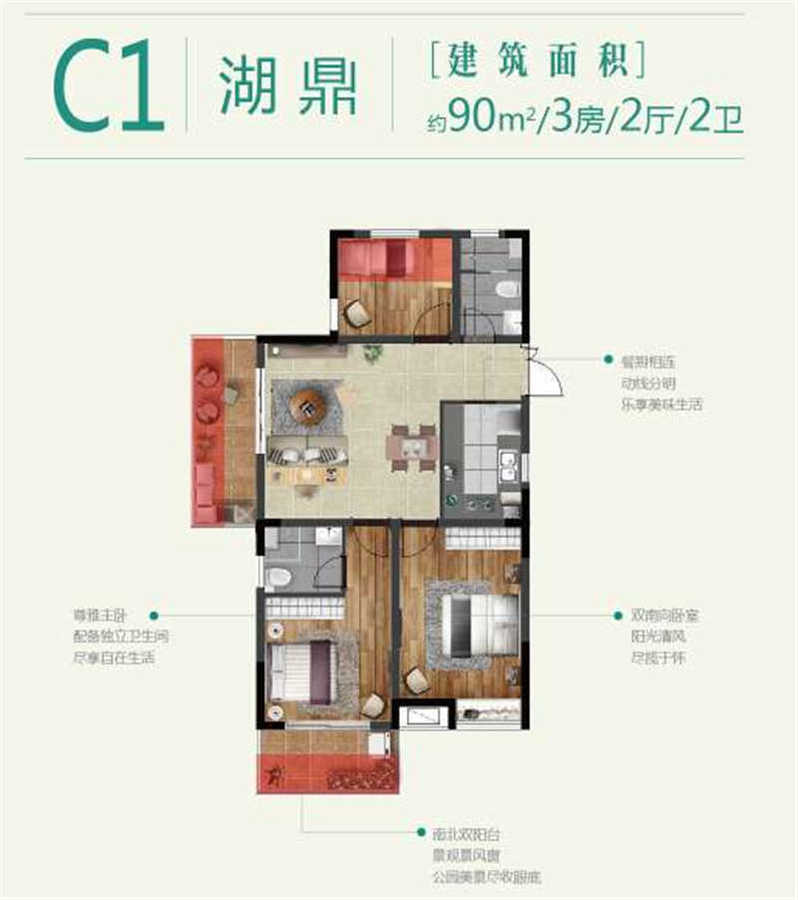 C1
湖鼎
[建筑面积]
约90m²/3房/2厅/2卫
餐厨相连
动线分明
乐享美味生活
尊雅主卧
配备独立卫生间
尽享自在生活
双南向卧室
阳光清风
尽揽于怀
南北双阳台
景观景风窗
公园美景尽收眼底